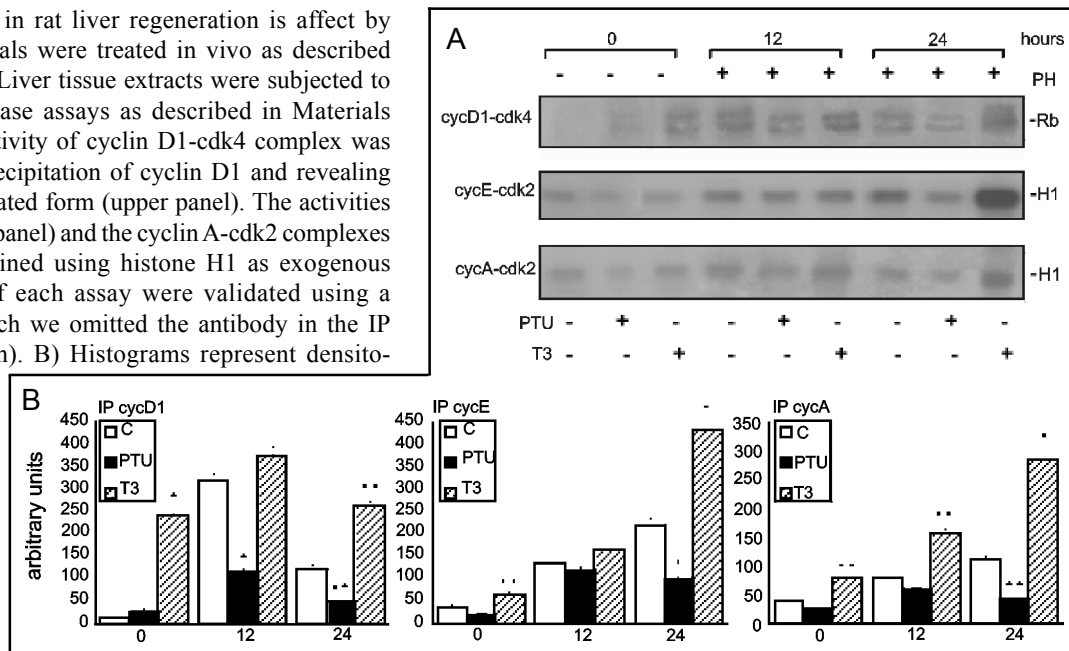 in rat liver regeneration is affect by
als were treated in vivo as described
Liver tissue extracts were subjected to
ase assays as described in Materials
tivity of cyclin D1-cdk4 complex was
ecipitation of cyclin D1 and revealing
ated form (upper panel). The activities
panel) and the cyclin A-cdk2 complexes
ined using histone H1 as exogenous
f each assay were validated using a
ch we omitted the antibody in the IP
n). B) Histograms represent densito-
A
0 12 24 hours
- - - + + + + + + PH
cycD1-cdk4 -Rb
cycE-cdk2 -H1
cycA-cdk2 -H1
PTU - + - - + - - + -
T3 - - + - - + - - +
B
arbitrary units
IP cycD1
C
PTU
T3
450
400
350
300
250
200
150
100
50
0
0 12 24
IP cycE
C
PTU
T3
450
400
350
300
250
200
150
100
50
0
0 12 24
IP cycA
C
PTU
T3
350
300
250
200
150
100
50
0
0 12 24